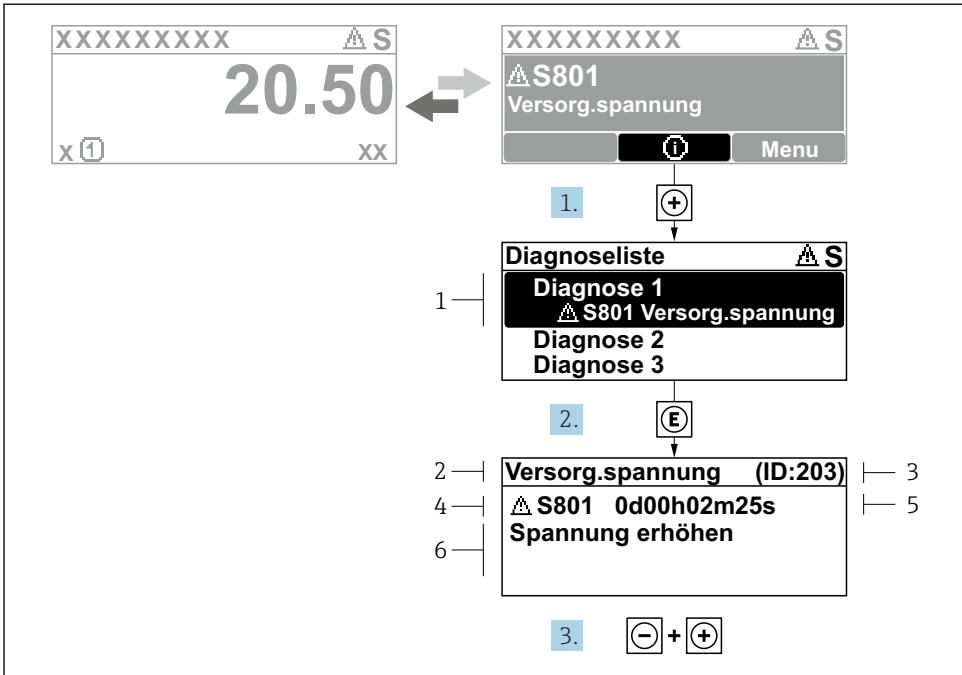 XXXXXXXXX ⚠ S
20.50
x 1 XX
XXXXXXXXX ⚠ S
⚠ S801
Versorg.spannung
i Menu
1. +
Diagnoseliste ⚠ S
1
Diagnose 1
⚠ S801 Versorg.spannung
Diagnose 2
Diagnose 3
2. E
2 Versorg.spannung (ID:203) 3
4 ⚠ S801 0d00h02m25s 5
6 Spannung erhöhen
3. - + +